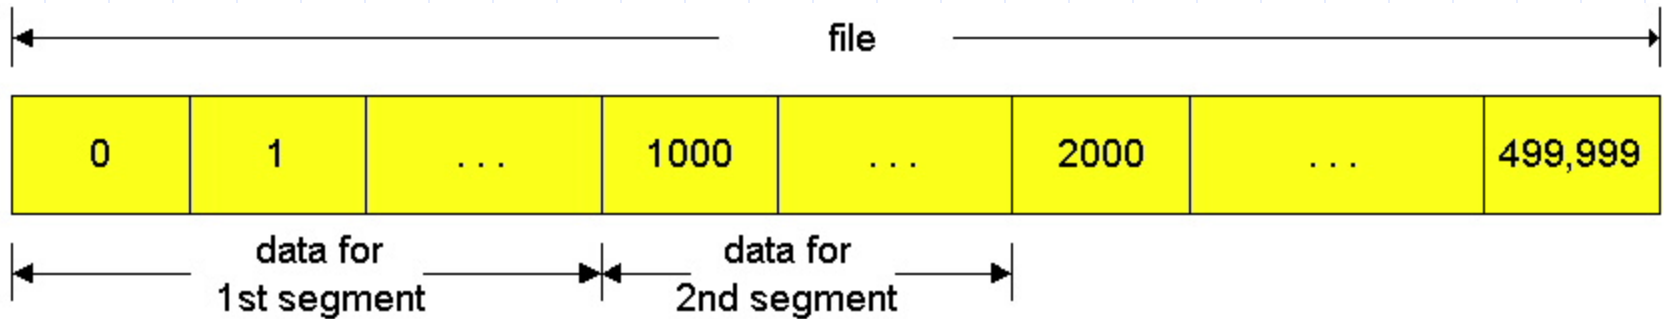 file
0 1 . . . 1000 . . . 2000 . . . 499,999
data for data for
1st segment 2nd segment